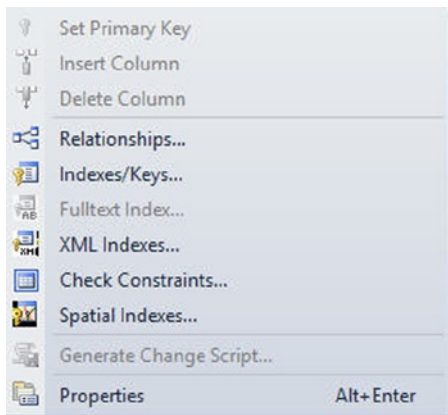 Set Primary Key
Insert Column
Delete Column
Relationships...
Indexes/Keys...
Fulltext Index...
XML Indexes...
Check Constraints...
Spatial Indexes...
Generate Change Script...
Properties Alt+Enter